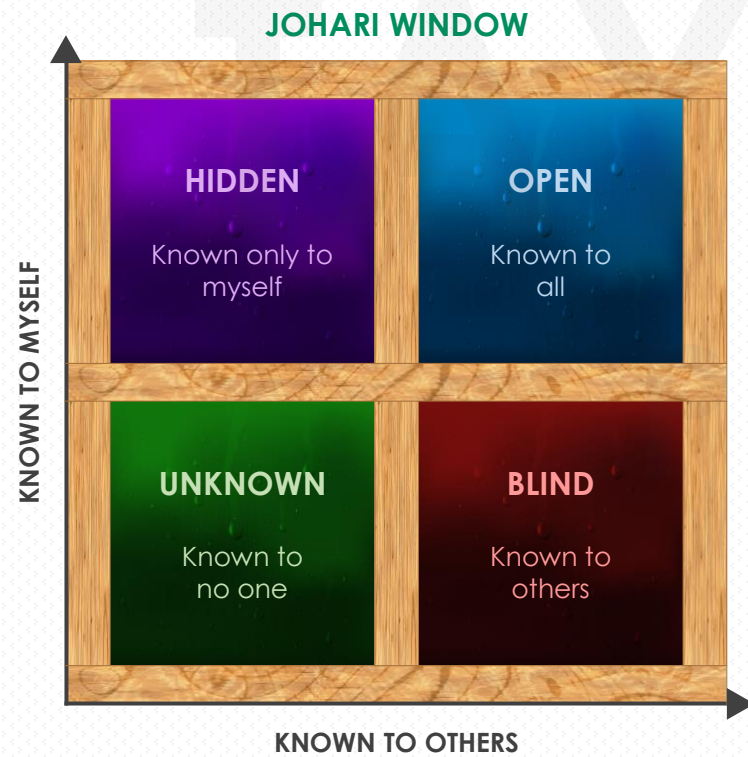 JOHARI WINDOW
KNOWN TO MYSELF
HIDDEN
Known only to
myself
OPEN
Known to
all
UNKNOWN
Known to
no one
BLIND
Known to
others
KNOWN TO OTHERS